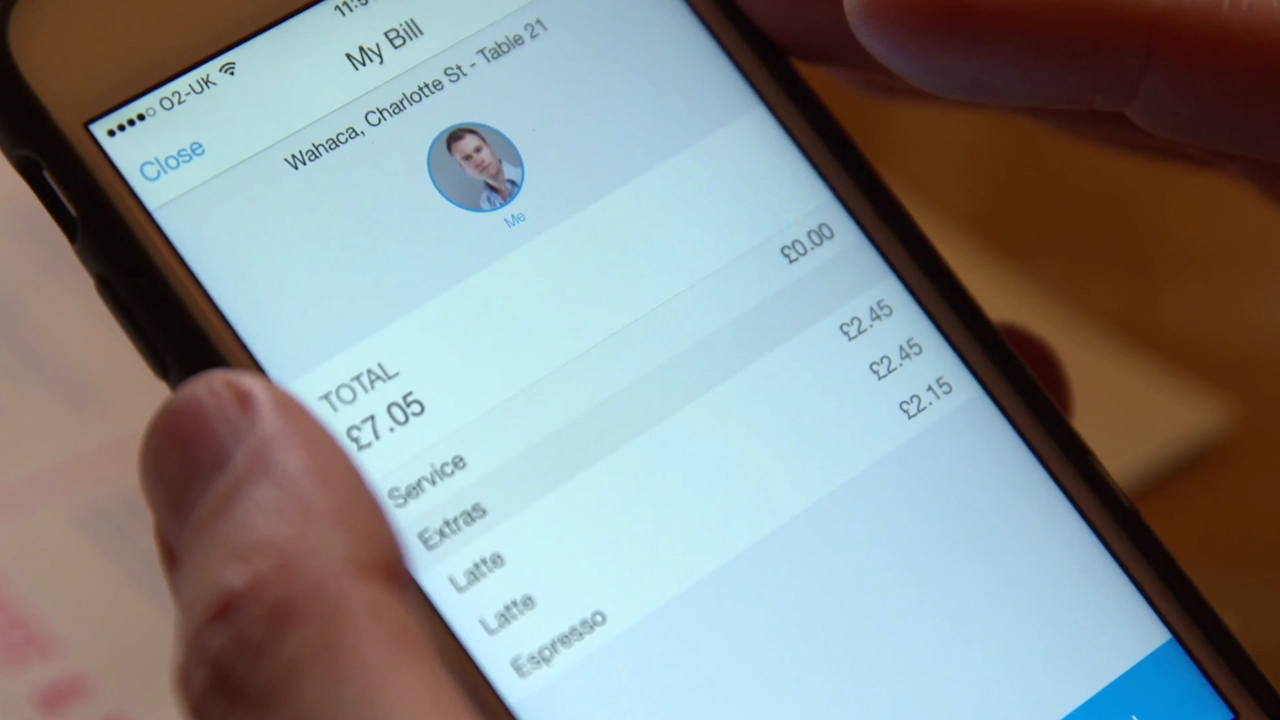 O2-UK
My Bill
Close
Wahaca, Charlotte St - Table 21
Me
TOTAL
£7.05
Service £0.00
Extras
Latte £2.45
Latte £2.45
Espresso £2.15